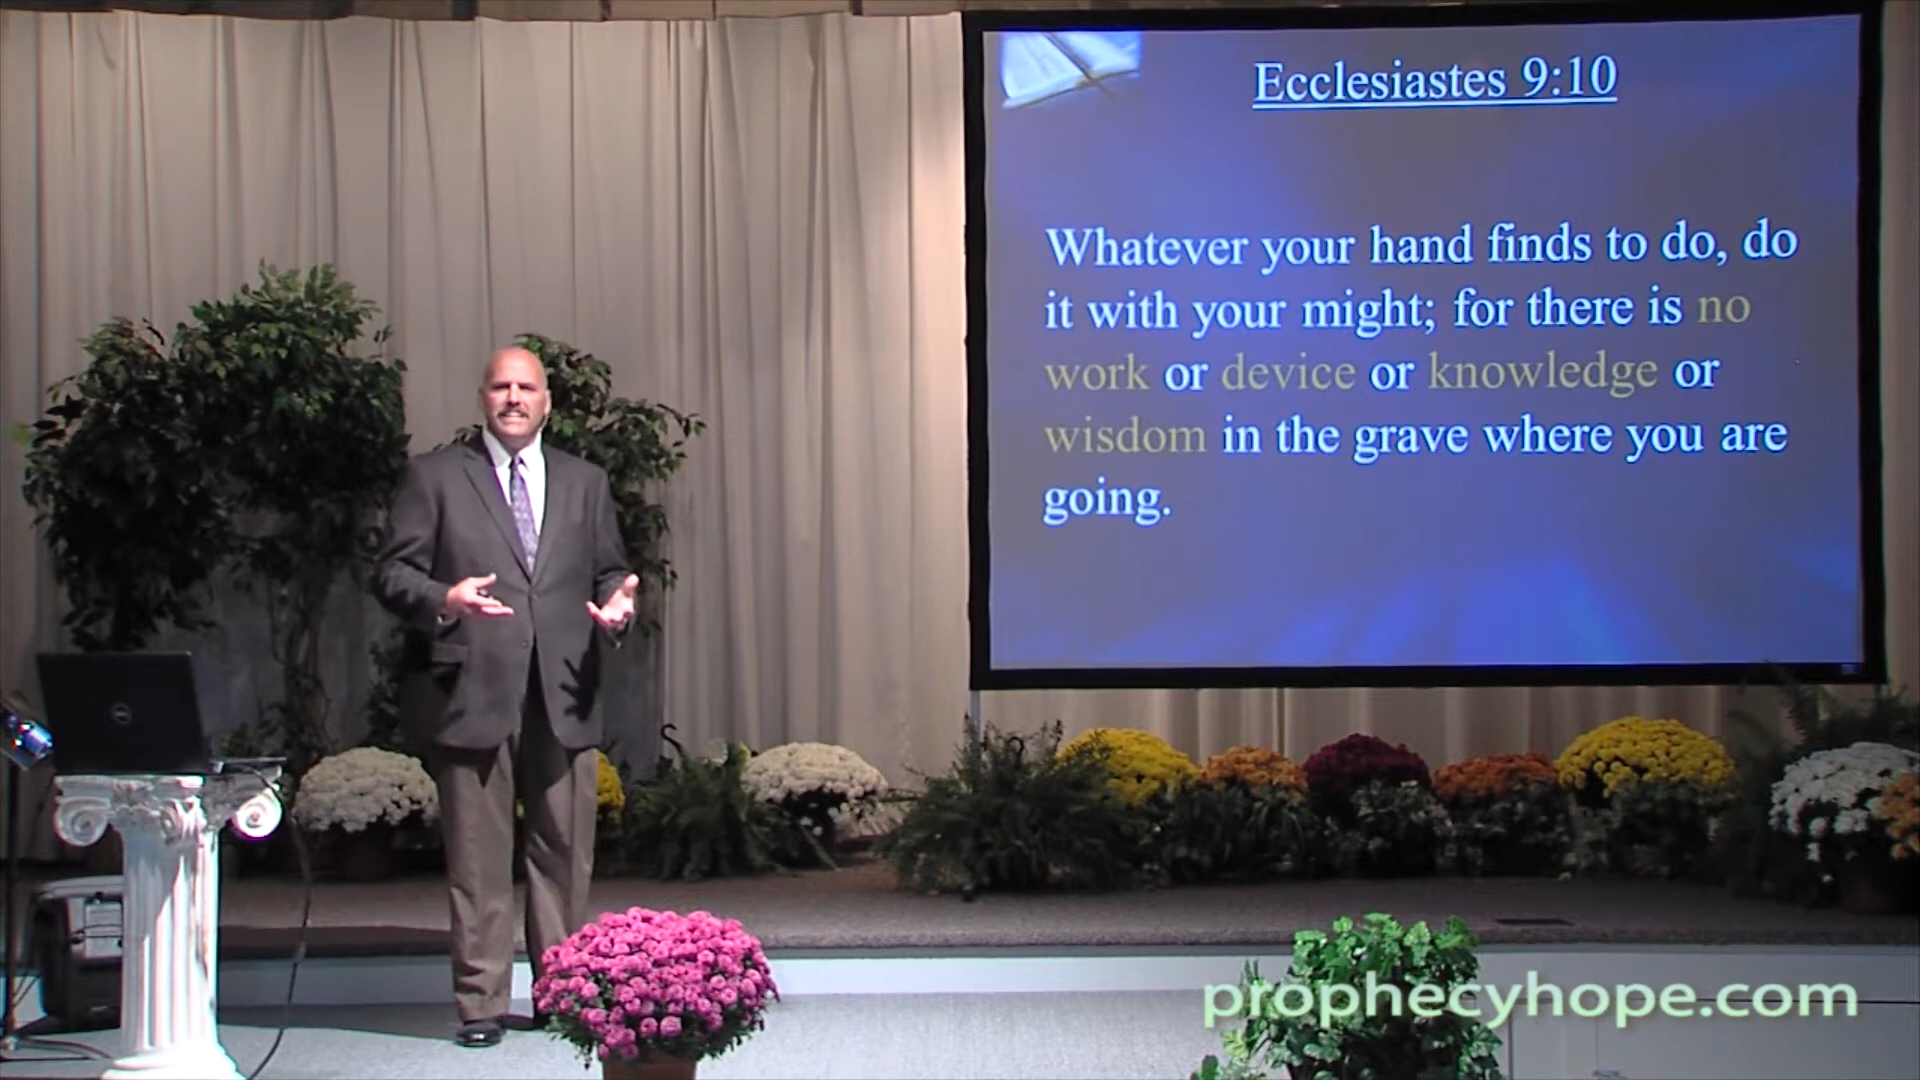 Ecclesiastes 9:10
Whatever your hand finds to do, do
it with your might; for there is no
work or device or knowledge or
wisdom in the grave where you are
going.
prophecyhope.com